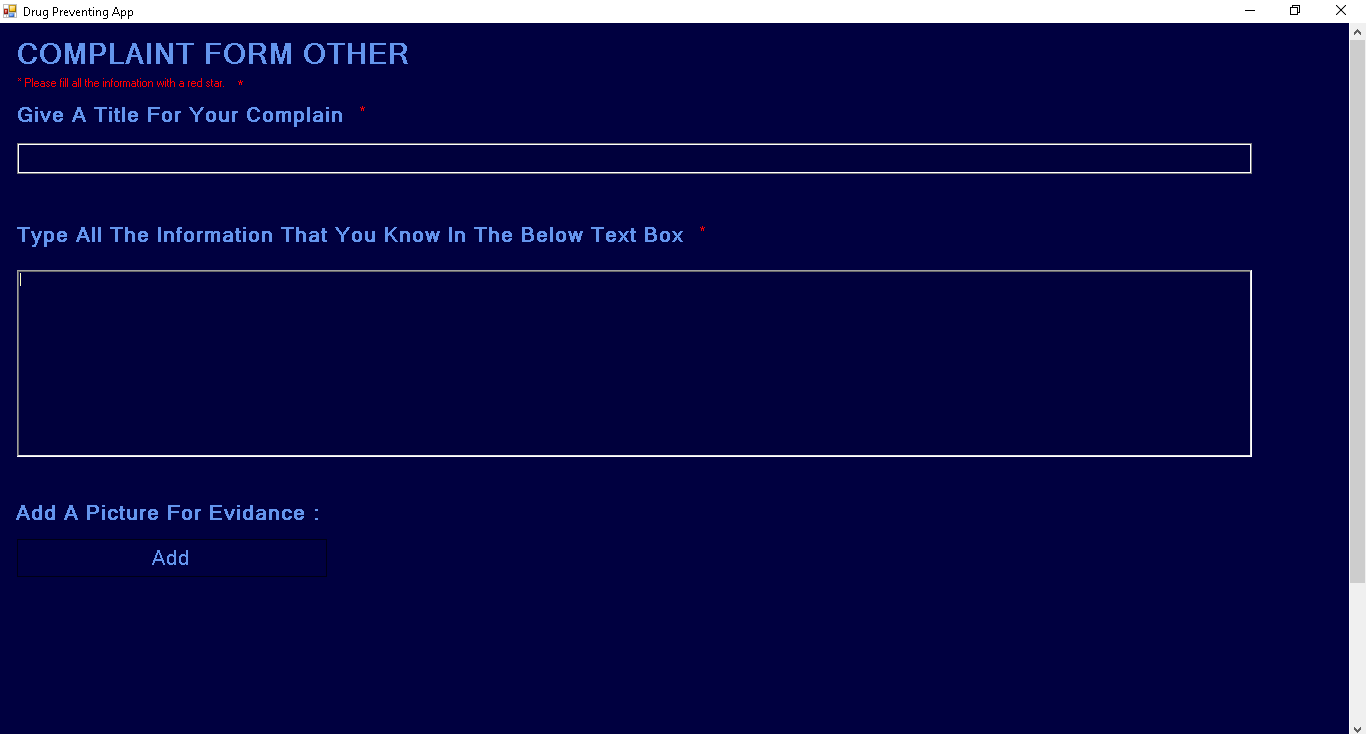 Drug Preventing App
COMPLAINT FORM OTHER
* Please fill all the information with a red star. *
Give A Title For Your Complain *
Type All The Information That You Know In The Below Text Box *
Add A Picture For Evidance :
Add